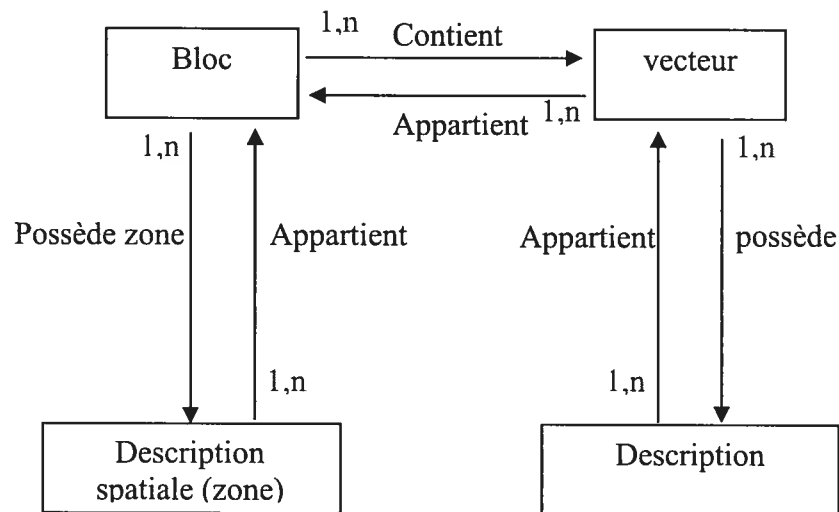 1,n
Contient
Bloc
vecteur
Appartient
1,n
1,n
1,n
Possède zone
Appartient
Appartient
possède
1,n
1,n
Description
spatiale (zone)
Description